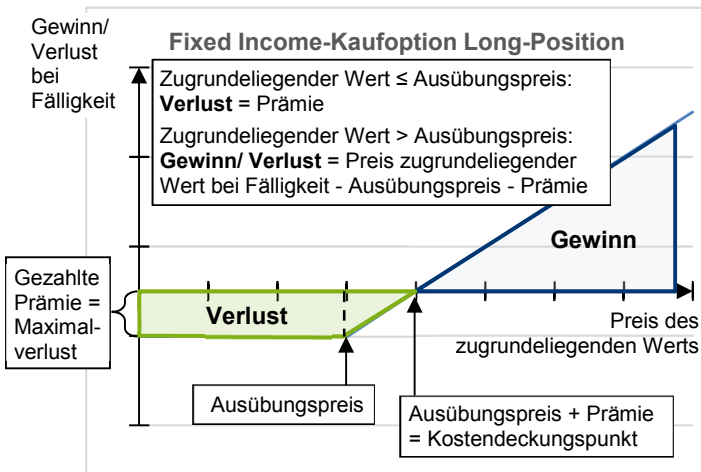 Gewinn/
Verlust
bei
Fälligkeit
Fixed Income-Kaufoption Long-Position
Zugrundeliegender Wert ≤ Ausübungspreis:
Verlust = Prämie
Zugrundeliegender Wert > Ausübungspreis:
Gewinn/ Verlust = Preis zugrundeliegender
Wert bei Fälligkeit - Ausübungspreis - Prämie
Gewinn
Gezahlte
Prämie =
Maximal-
verlust
Verlust
Preis des
zugrundeliegenden Werts
Ausübungspreis
Ausübungspreis + Prämie
= Kostendeckungspunkt